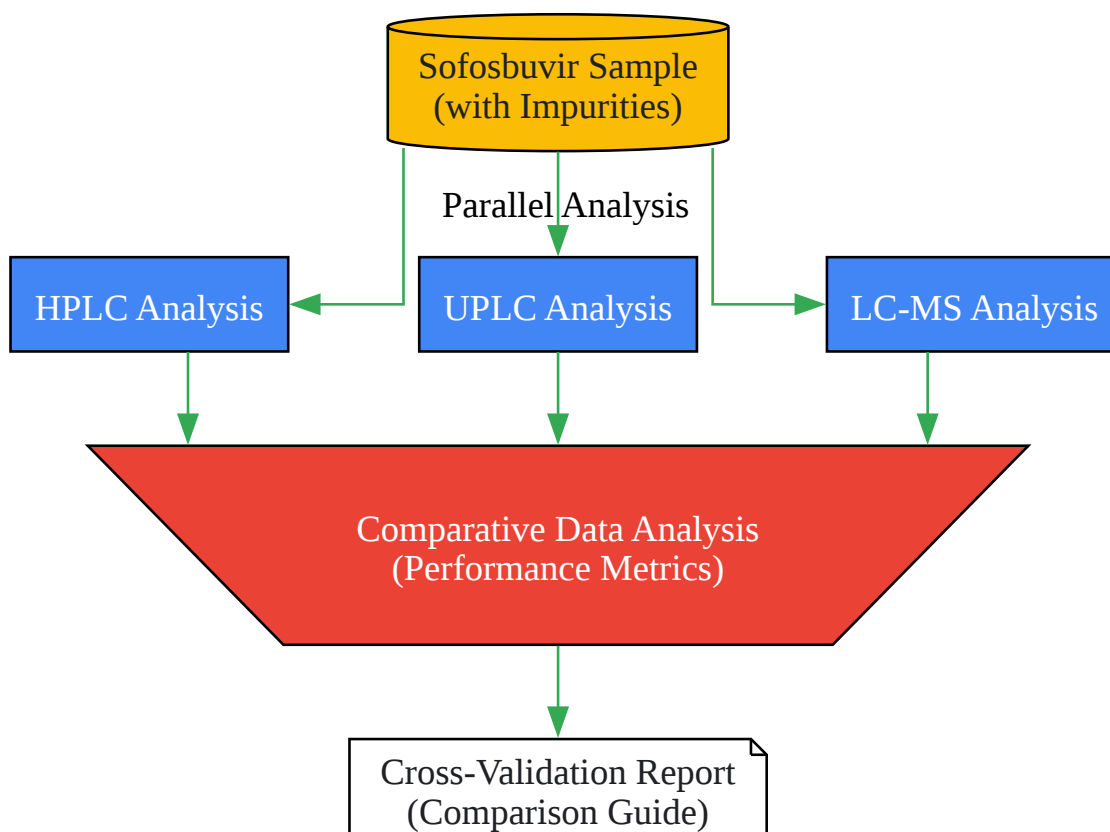 Sofosbuvir Sample
(with Impurities)
Parallel Analysis
HPLC Analysis
UPLC Analysis
LC-MS Analysis
Comparative Data Analysis
(Performance Metrics)
Cross-Validation Report
(Comparison Guide)